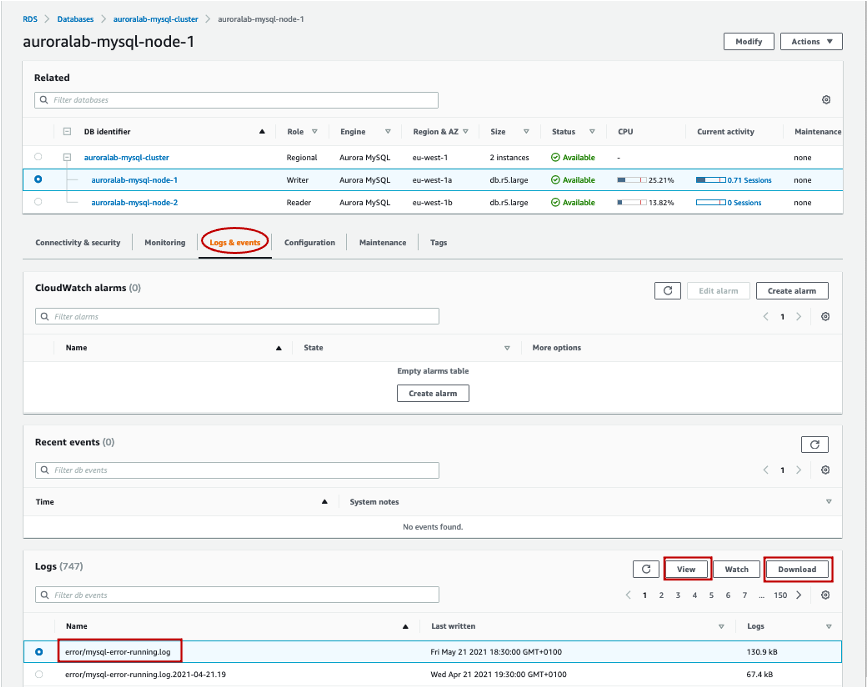 RDS > Databases > auroralab-mysql-cluster > auroralab-mysql-node-1
auroralab-mysql-node-1
Modify
Actions
Related
Filter databases
DB identifier Role Engine Region & AZ Size Status CPU Current activity Maintenance
auroralab-mysql-cluster Regional Aurora MySQL eu-west-1 2 instances Available - none
auroralab-mysql-node-1 Writer Aurora MySQL eu-west-1a db.r5.large Available 25.21% 0.71 Sessions none
auroralab-mysql-node-2 Reader Aurora MySQL eu-west-1b db.r5.large Available 13.82% 0 Sessions none
Connectivity & security Monitoring Logs & events Configuration Maintenance Tags
CloudWatch alarms (0)
Edit alarm
Create alarm
Filter alarms
1
Name State More options
Empty alarms table
Create alarm
Recent events (0)
Filter db events
1
Time System notes
No events found.
Logs (747)
View
Watch
Download
Filter db events
1 2 3 4 5 6 7 ... 150
Name Last written Logs
error/mysql-error-running.log Fri May 21 2021 18:30:00 GMT+0100 130.9 kB
error/mysql-error-running.log.2021-04-21.19 Wed Apr 21 2021 19:30:00 GMT+0100 67.4 kB